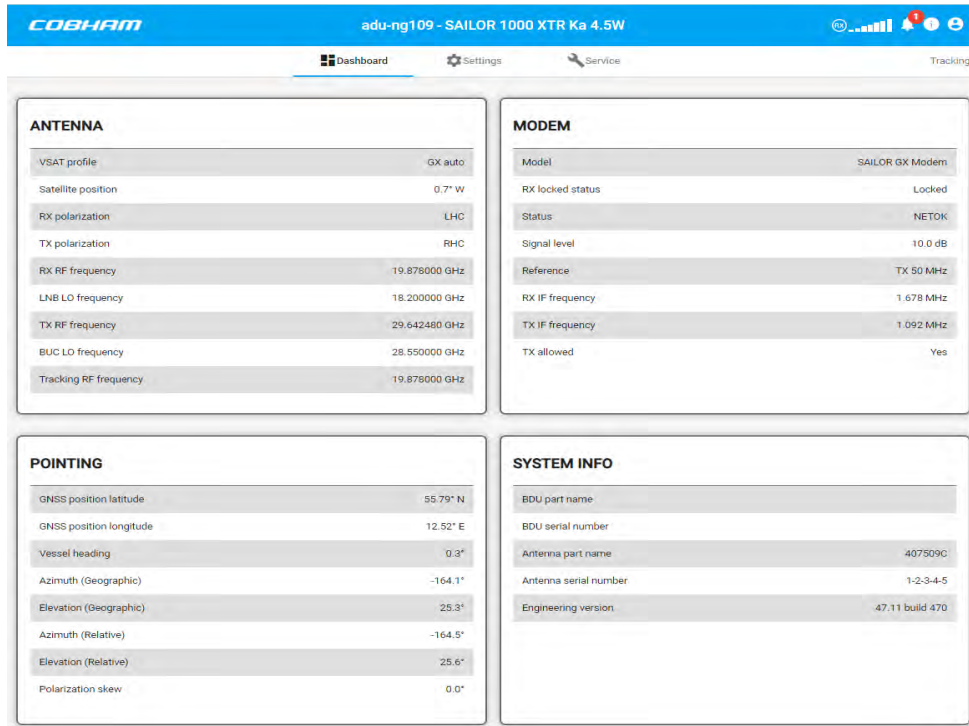 COBHAM
adu-ng109 - SAILOR 1000 XTR Ka 4.5W
RX
1
Dashboard
Settings
Service
Tracking
ANTENNA
VSAT profile GX auto
Satellite position 0.7° W
RX polarization LHC
TX polarization RHC
RX RF frequency 19.878000 GHz
LNB LO frequency 18.200000 GHz
TX RF frequency 29.642480 GHz
BUC LO frequency 28.550000 GHz
Tracking RF frequency 19.878000 GHz
MODEM
Model SAILOR GX Modem
RX locked status Locked
Status NETOK
Signal level 10.0 dB
Reference TX 50 MHz
RX IF frequency 1.678 MHz
TX IF frequency 1.092 MHz
TX allowed Yes
POINTING
GNSS position latitude 55.79° N
GNSS position longitude 12.52° E
Vessel heading 0.3°
Azimuth (Geographic) -164.1°
Elevation (Geographic) 25.3°
Azimuth (Relative) -164.5°
Elevation (Relative) 25.6°
Polarization skew 0.0°
SYSTEM INFO
BDU part name
BDU serial number
Antenna part name 407509C
Antenna serial number 1-2-3-4-5
Engineering version 47.11 build 470